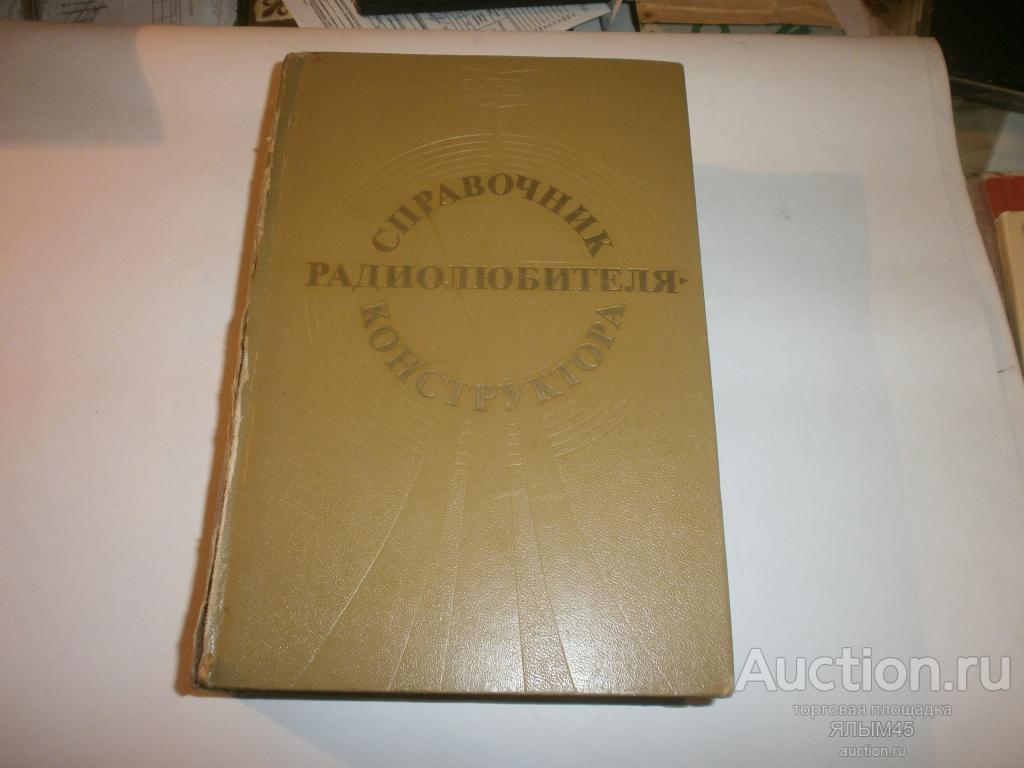 СПРАВОЧНИК
РАДИОЛЮБИТЕЛЯ-
КОНСТРУКТОРА
Auction.ru
торговая площадка
ЯЛЫМ45
auction.ru